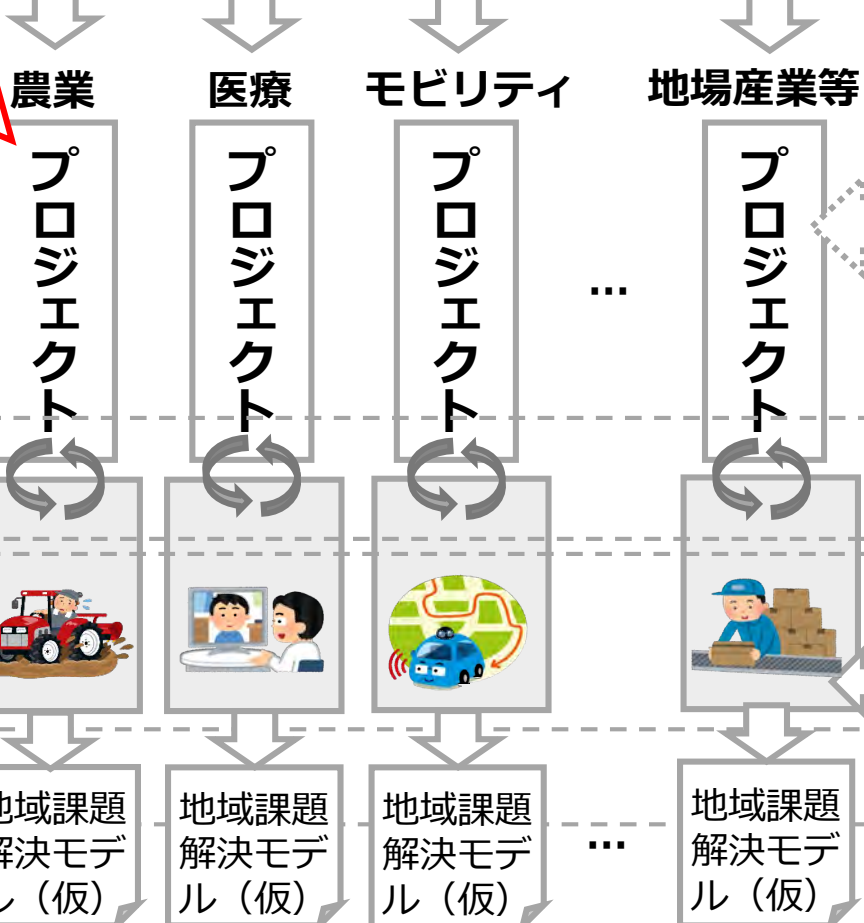 農業
医療
モビリティ
地場産業等
プロジェクト
プロジェクト
プロジェクト
…
プロジェクト
地域課題
解決モデ
ル（仮）
地域課題
解決モデ
ル（仮）
地域課題
解決モデ
ル（仮）
…
地域課題
解決モデ
ル（仮）